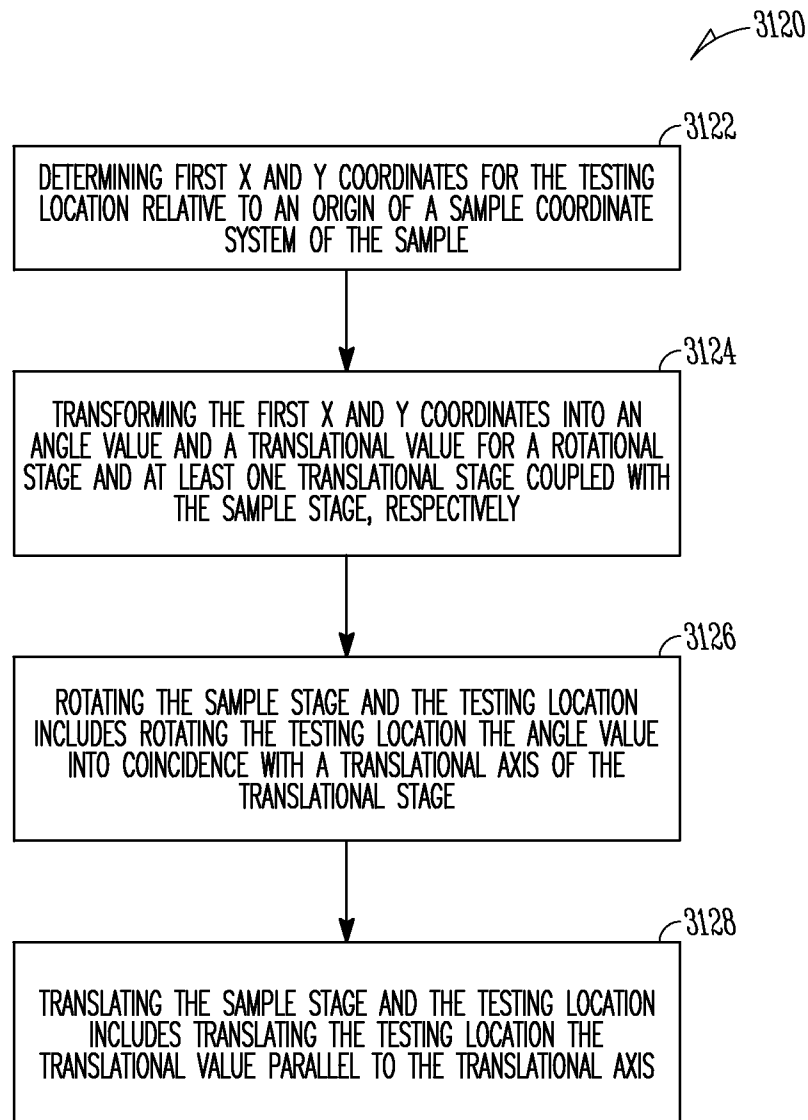 3120
3122
DETERMINING FIRST X AND Y COORDINATES FOR THE TESTING
LOCATION RELATIVE TO AN ORIGIN OF A SAMPLE COORDINATE
SYSTEM OF THE SAMPLE
3124
TRANSFORMING THE FIRST X AND Y COORDINATES INTO AN
ANGLE VALUE AND A TRANSLATIONAL VALUE FOR A ROTATIONAL
STAGE AND AT LEAST ONE TRANSLATIONAL STAGE COUPLED WITH
THE SAMPLE STAGE, RESPECTIVELY
3126
ROTATING THE SAMPLE STAGE AND THE TESTING LOCATION
INCLUDES ROTATING THE TESTING LOCATION THE ANGLE VALUE
INTO COINCIDENCE WITH A TRANSLATIONAL AXIS OF THE
TRANSLATIONAL STAGE
3128
TRANSLATING THE SAMPLE STAGE AND THE TESTING LOCATION
INCLUDES TRANSLATING THE TESTING LOCATION THE
TRANSLATIONAL VALUE PARALLEL TO THE TRANSLATIONAL AXIS